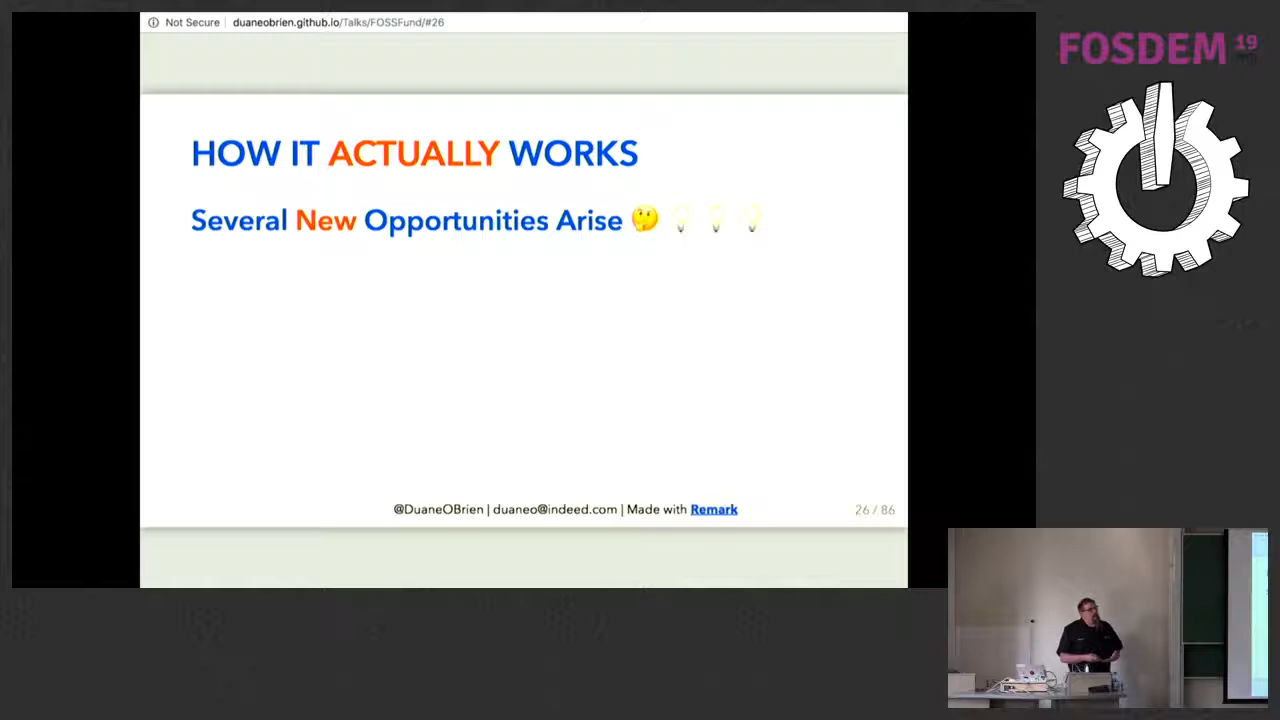 Not Secure | duaneobrien.github.io/Talks/FOSSFund/#26
FOSDEM 19
HOW IT ACTUALLY WORKS
Several New Opportunities Arise 🤔 💡 💡 💡
@DuaneOBrien | duaneo@indeed.com | Made with Remark
26 / 86